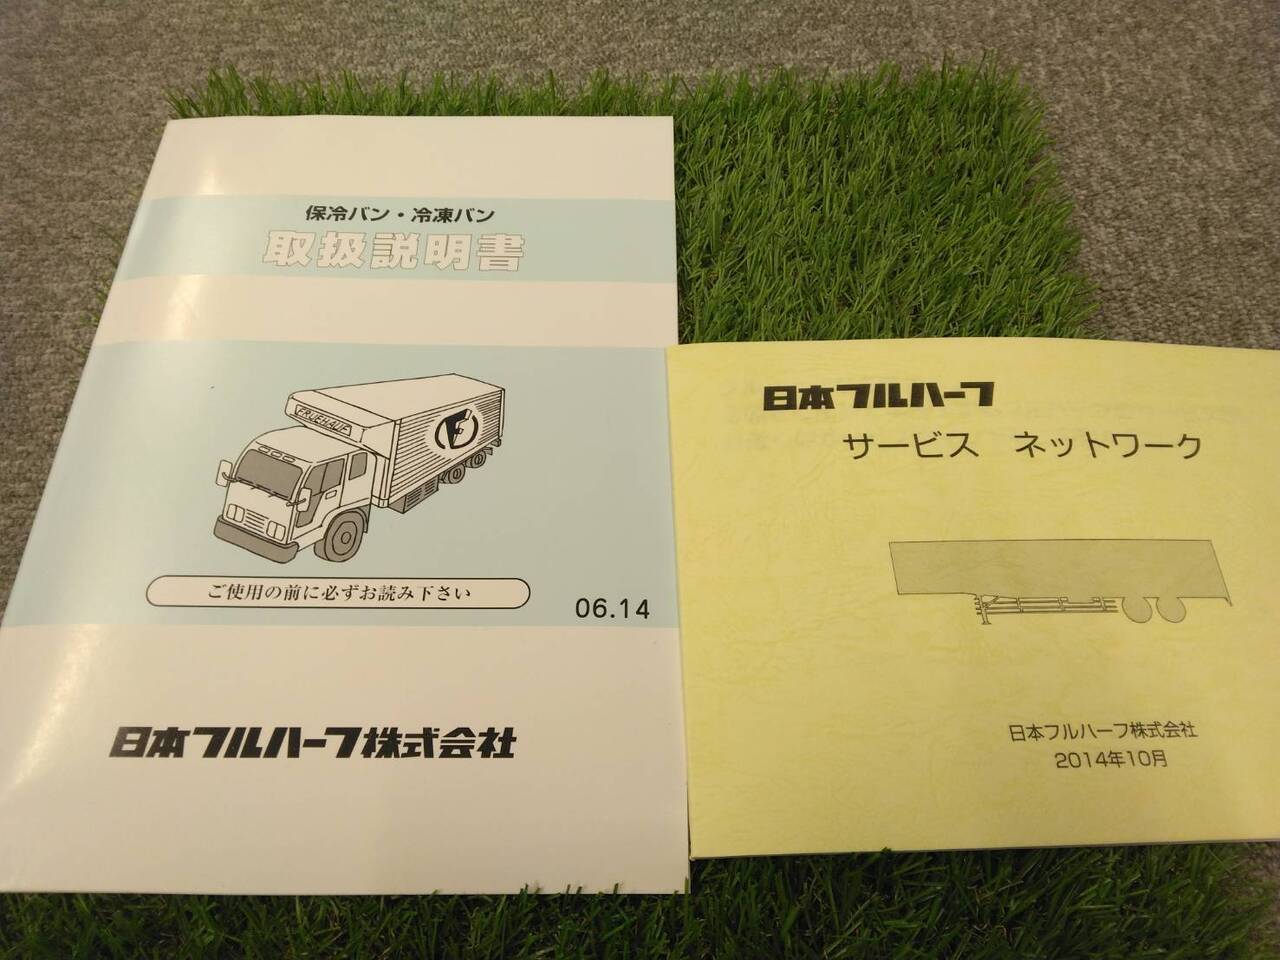 保冷バン・冷凍バン
取扱説明書
FRUEHAUF
F
ご使用の前に必ずお読み下さい
06.14
日本フルハーフ株式会社
日本フルハーフ
サービス ネットワーク
日本フルハーフ株式会社
2014年10月